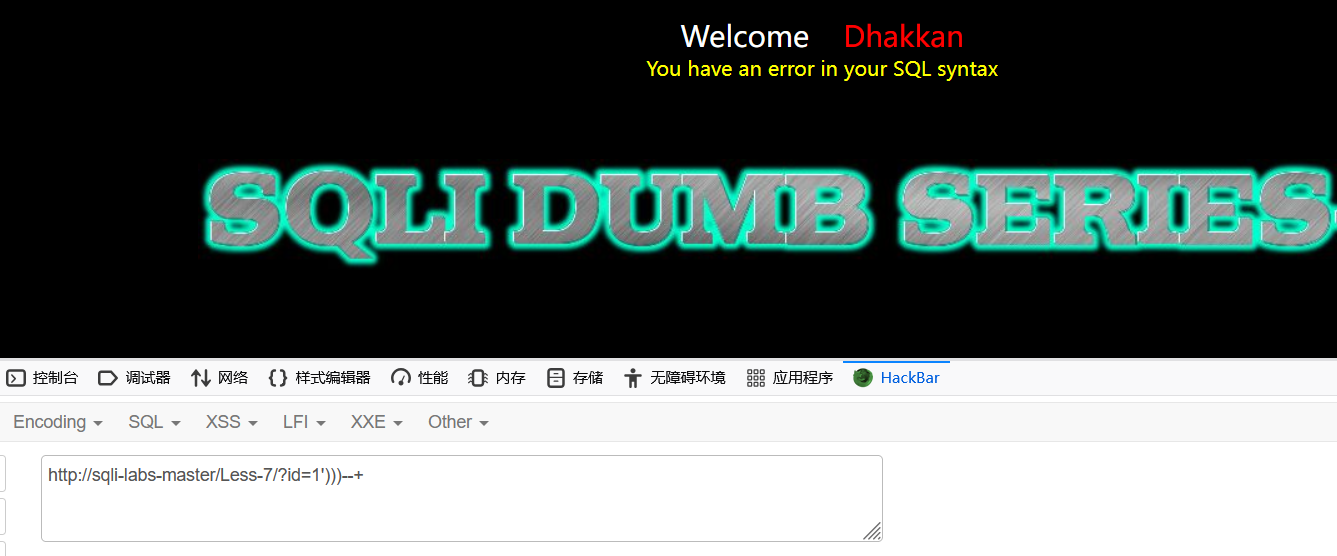 Welcome Dhakkan
You have an error in your SQL syntax
SQLI DUMB SERIES-
控制台 调试器 网络 样式编辑器 性能 内存 存储 无障碍环境 应用程序 HackBar
Encoding SQL XSS LFI XXE Other
http://sqli-labs-master/Less-7/?id=1')))--+